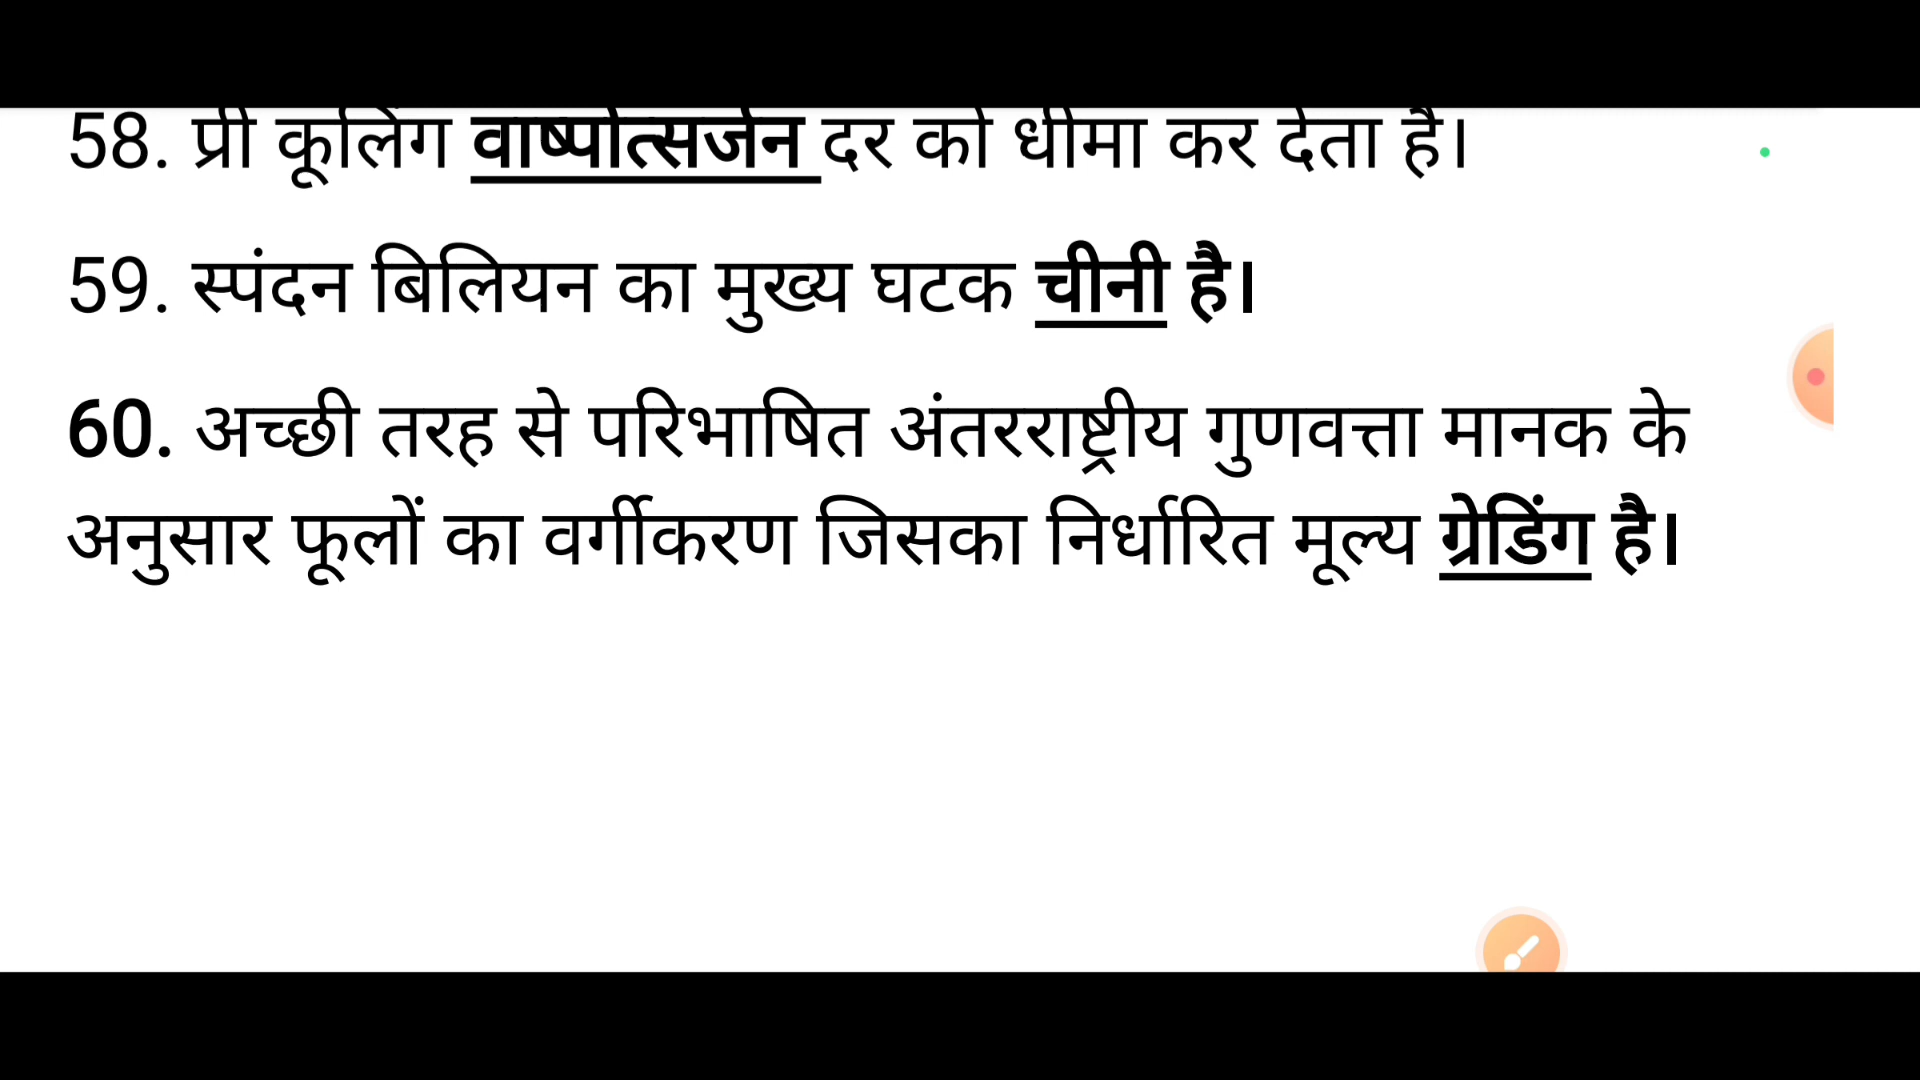 58. प्री कूलिंग वाष्पोत्सर्जन दर को धीमा कर देता है।
59. स्पंदन बिलियन का मुख्य घटक चीनी है।
60. अच्छी तरह से परिभाषित अंतरराष्ट्रीय गुणवत्ता मानक के
अनुसार फूलों का वर्गीकरण जिसका निर्धारित मूल्य ग्रेडिंग है।